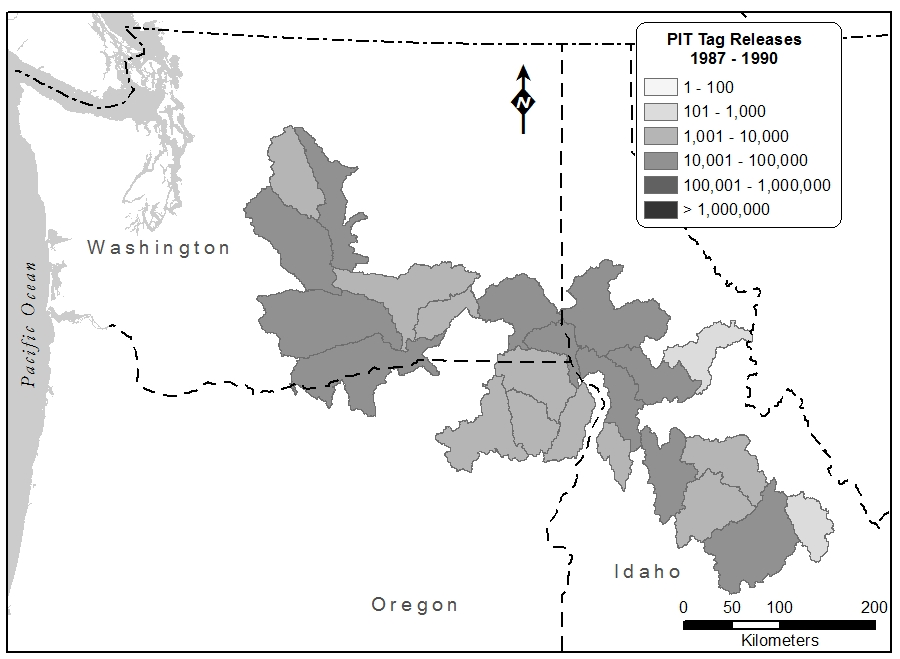 PIT Tag Releases
1987 - 1990
1 - 100
101 - 1,000
1,001 - 10,000
10,001 - 100,000
100,001 - 1,000,000
> 1,000,000
N
Washington
Pacific Ocean
Idaho
Oregon
0 50 100 200
Kilometers